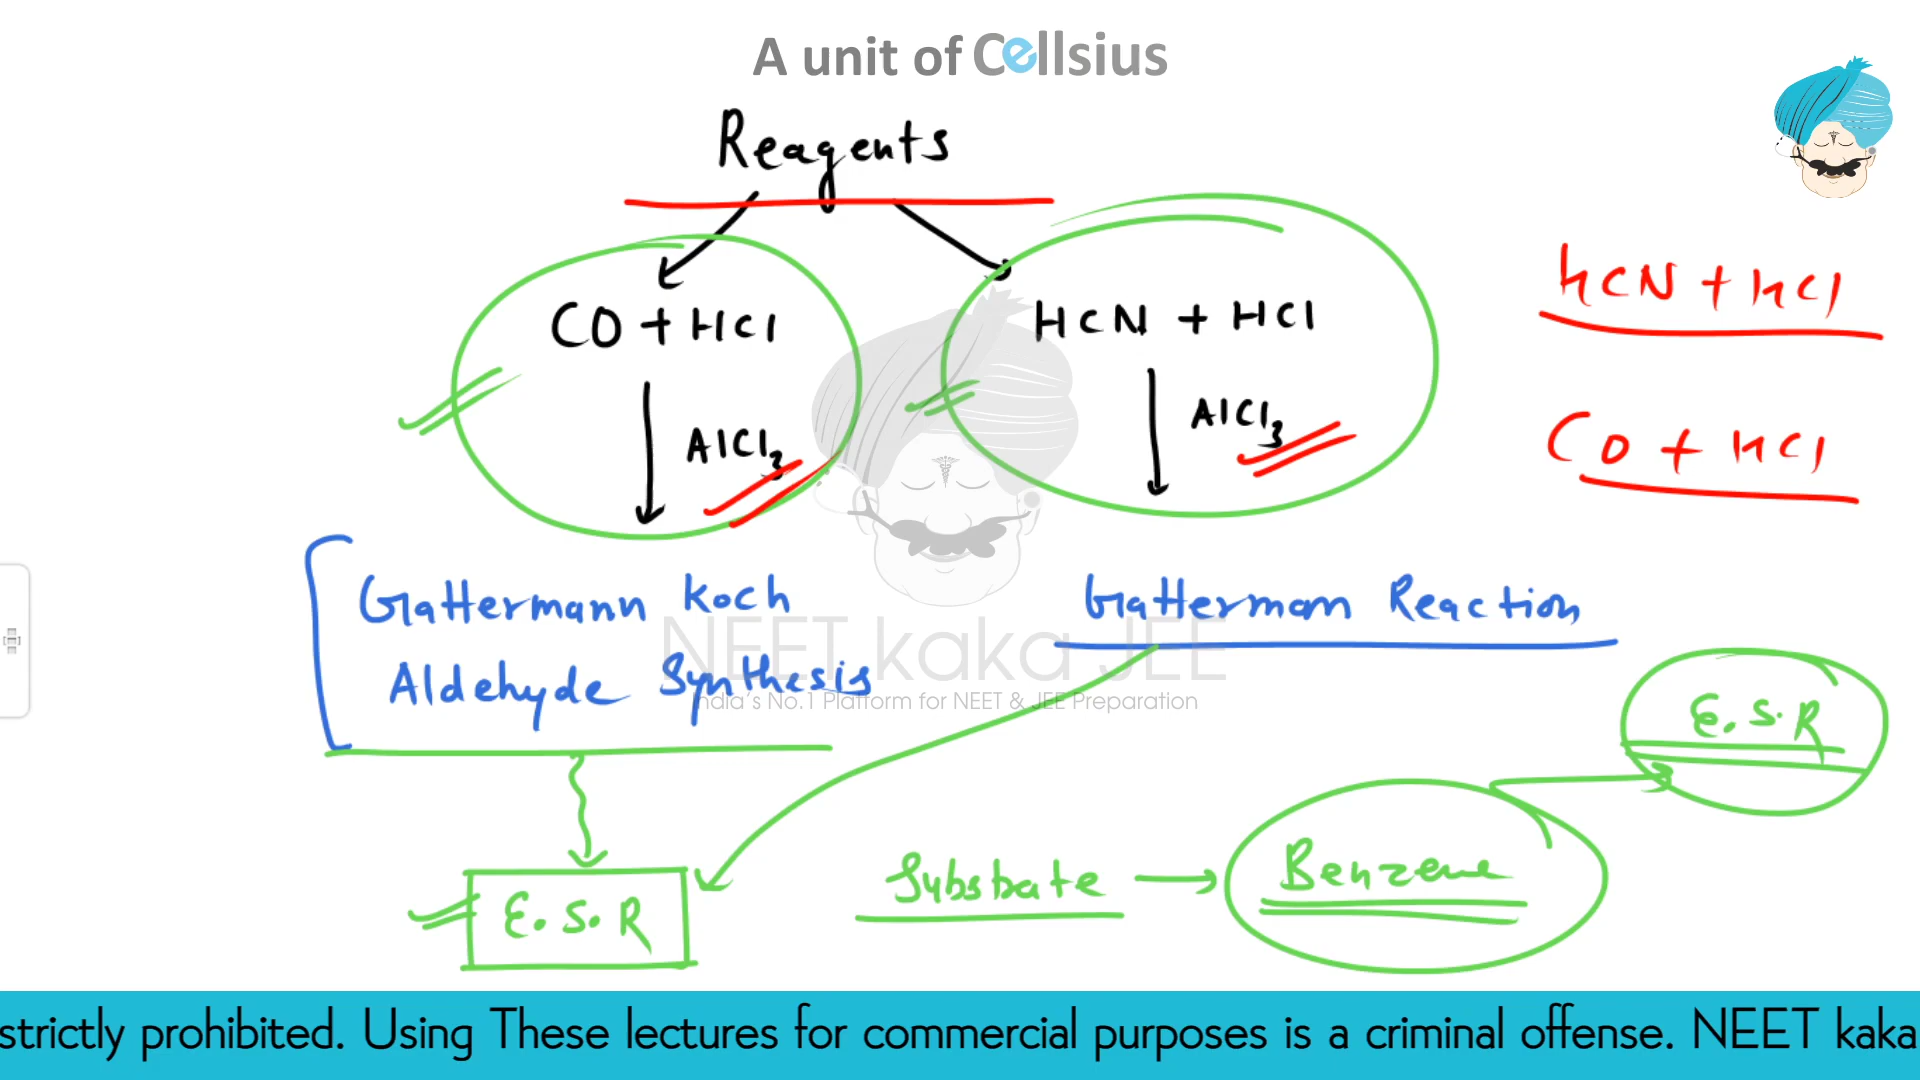 A unit of Cellsius
Reagents
CO + HCl
HCN + HCl
HCN + HCl
AlCl3
AlCl3
CO + HCl
Gattermann Koch
Aldehyde Synthesis
Gatterman Reaction
NEET kaka JEE
India's No.1 Platform for NEET & JEE Preparation
E.S.R
Substrate → Benzene
E.S.R
strictly prohibited. Using These lectures for commercial purposes is a criminal offense. NEET kaka